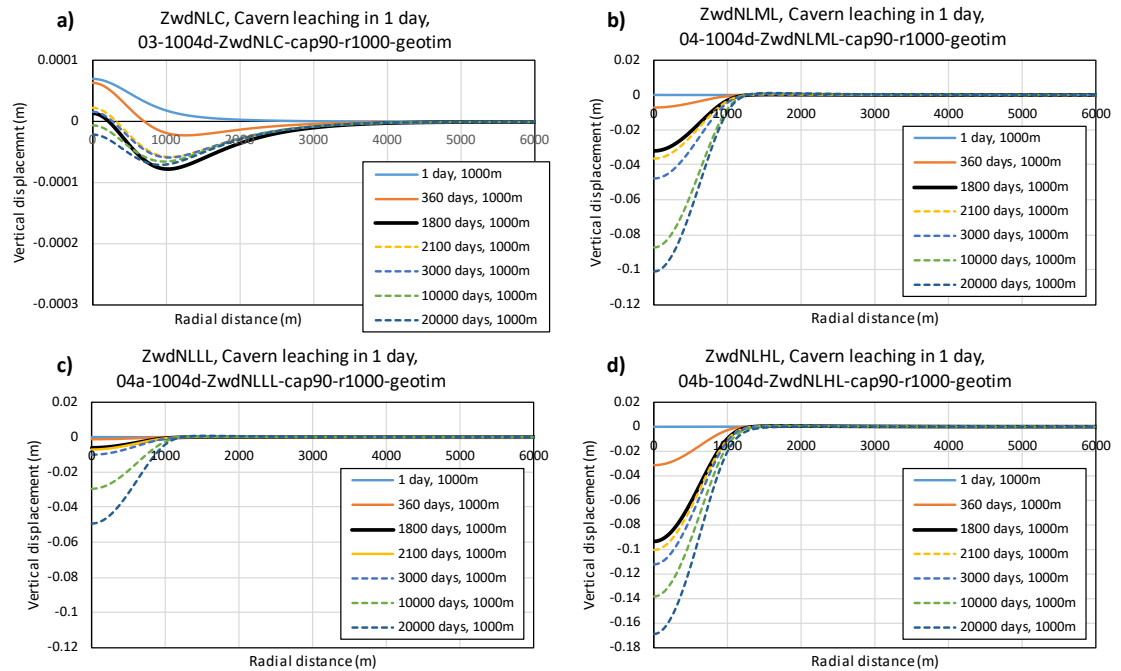 a)
ZwdNLC, Cavern leaching in 1 day,
03-1004d-ZwdNLC-cap90-r1000-geotim
0.0001
0
-0.0001
-0.0002
-0.0003
Vertical displacemnt (m)
0 1000 2000 3000 4000 5000 6000
Radial distance (m)
1 day, 1000m
360 days, 1000m
1800 days, 1000m
2100 days, 1000m
3000 days, 1000m
10000 days, 1000m
20000 days, 1000m
b)
ZwdNLML, Cavern leaching in 1 day,
04-1004d-ZwdNLML-cap90-r1000-geotim
0.02
0
-0.02
-0.04
-0.06
-0.08
-0.1
-0.12
Vertical displacement (m)
0 1000 2000 3000 4000 5000 6000
Radial distance (m)
1 day, 1000m
360 days, 1000m
1800 days, 1000m
2100 days, 1000m
3000 days, 1000m
10000 days, 1000m
20000 days, 1000m
c)
ZwdNLLL, Cavern leaching in 1 day,
04a-1004d-ZwdNLLL-cap90-r1000-geotim
0.02
0
-0.02
-0.04
-0.06
-0.08
-0.1
-0.12
Vertical displacement (m)
0 1000 2000 3000 4000 5000 6000
Radial distance (m)
1 day, 1000m
360 days, 1000m
1800 days, 1000m
2100 days, 1000m
3000 days, 1000m
10000 days, 1000m
20000 days, 1000m
d)
ZwdNLHL, Cavern leaching in 1 day,
04b-1004d-ZwdNLHL-cap90-r1000-geotim
0.02
0
-0.02
-0.04
-0.06
-0.08
-0.1
-0.12
-0.14
-0.16
-0.18
Vertical displacement (m)
0 1000 2000 3000 4000 5000 6000
Radial distance (m)
1 day, 1000m
360 days, 1000m
1800 days, 1000m
2100 days, 1000m
3000 days, 1000m
10000 days, 1000m
20000 days, 1000m